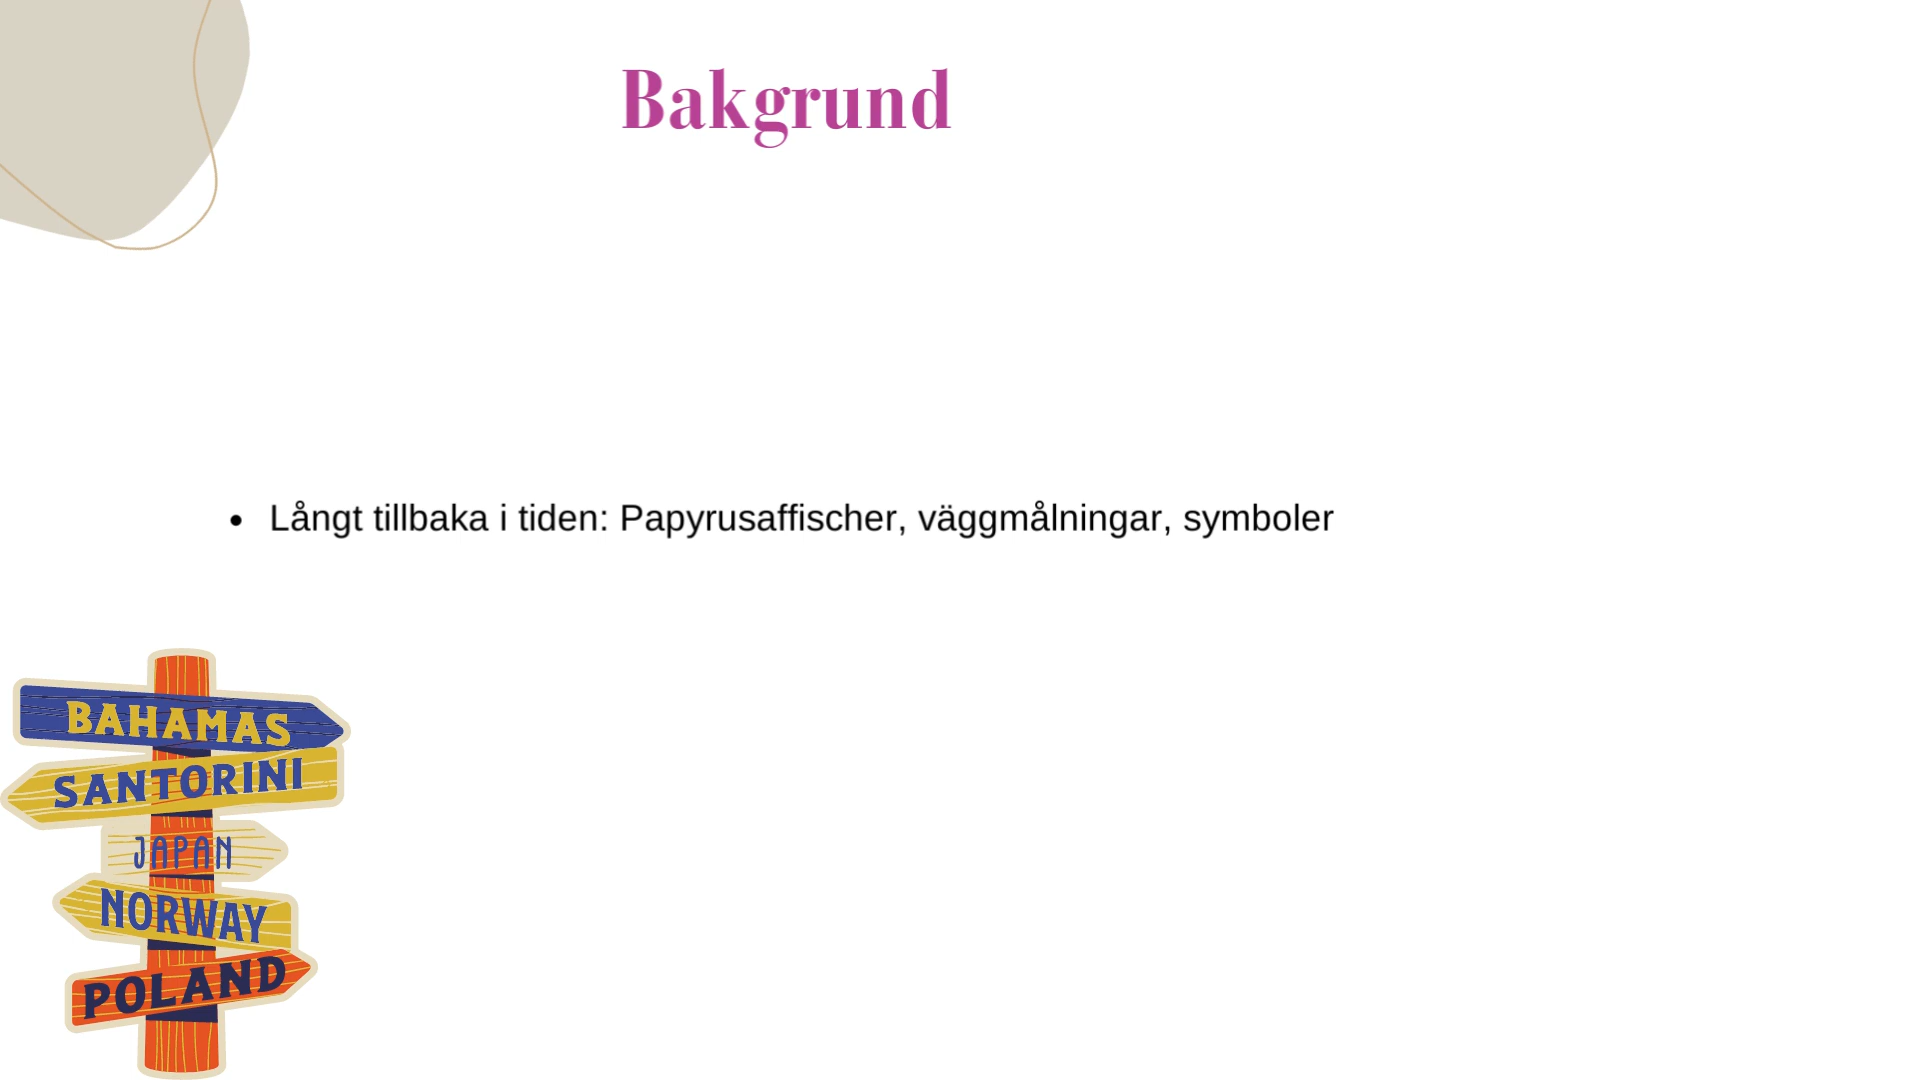 Bakgrund
• Långt tillbaka i tiden: Papyrusaffischer, väggmålningar, symboler
BAHAMAS
SANTORINI
JAPAN
NORWAY
POLAND